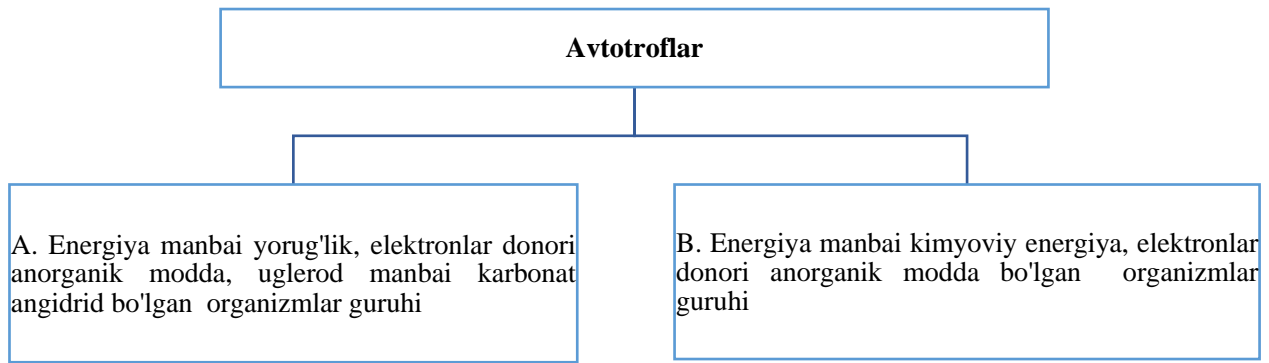 Avtotroflar
A. Energiya manbai yorug'lik, elektronlar donori
anorganik modda, uglerod manbai karbonat
angidrid bo'lgan organizmlar guruhi
B. Energiya manbai kimyoviy energiya, elektronlar
donori anorganik modda bo'lgan organizmlar
guruhi